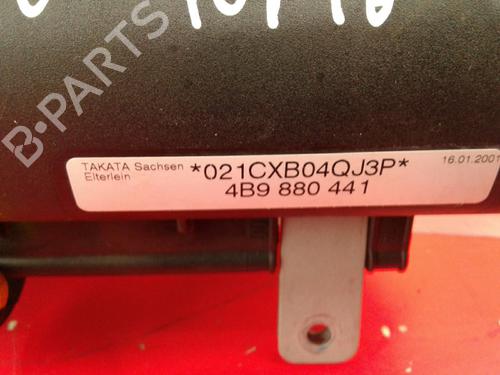 B-PARTS
TAKATA Sachsen
Elterlein
*021CXB04QJ3P*
16.01.2001
4B9 880 441